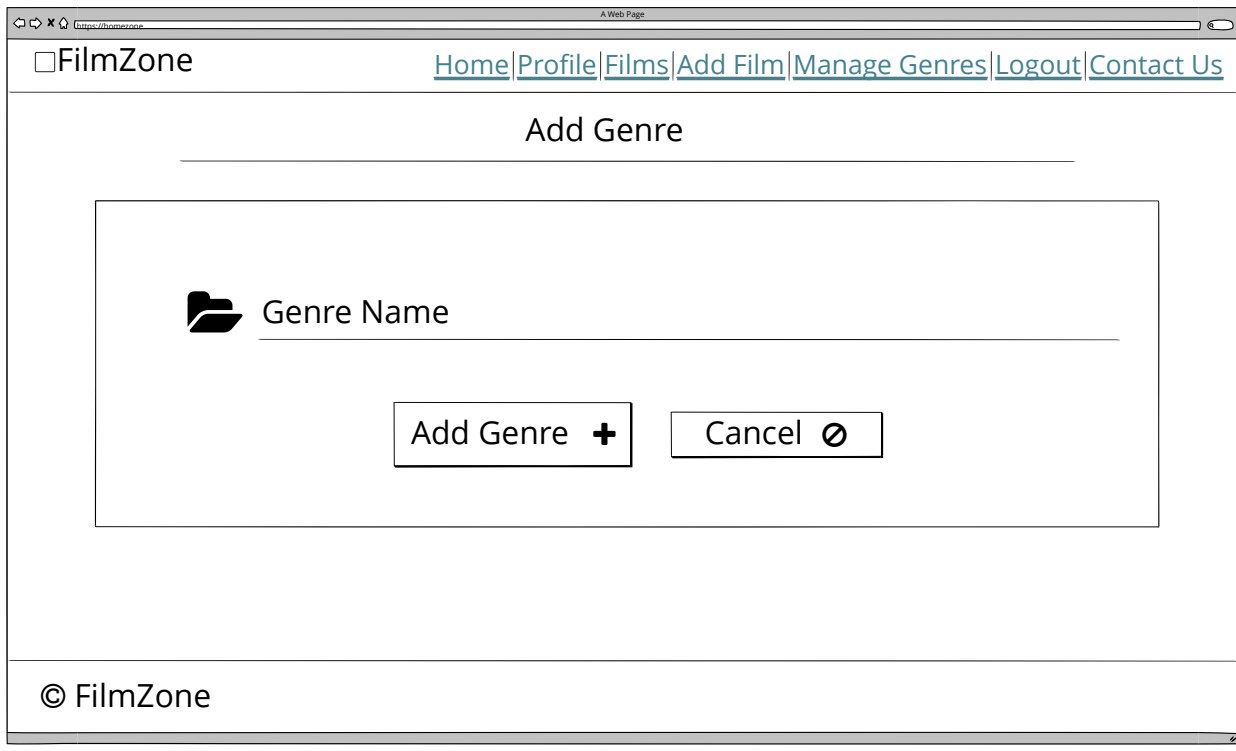 A Web Page
https://homezone
FilmZone
Home|Profile|Films|Add Film|Manage Genres|Logout|Contact Us
Add Genre
Genre Name
Add Genre
Cancel
© FilmZone